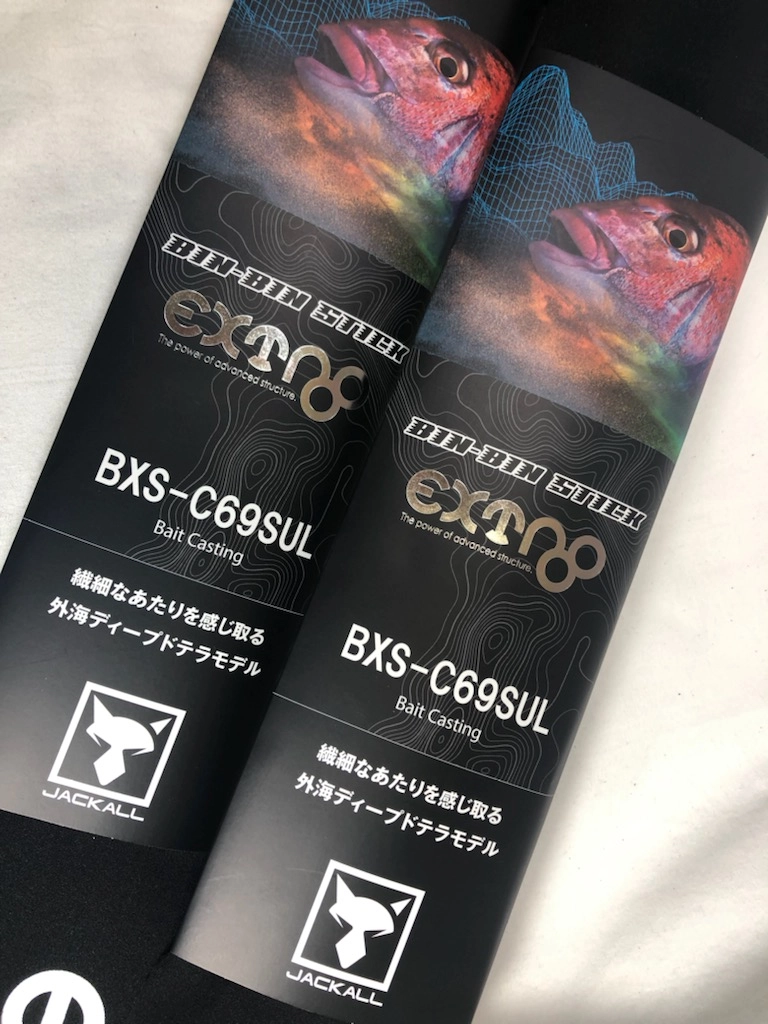 BIN-BIN STICK
EXTRO
The power of advanced structure.
BXS-C69SUL
Bait Casting
繊細なあたりを感じ取る
外海ディープドテラモデル
JACKALL
BIN-BIN STICK
EXTRO
The power of advanced structure.
BXS-C69SUL
Bait Casting
繊細なあたりを感じ取る
外海ディープドテラモデル
JACKALL